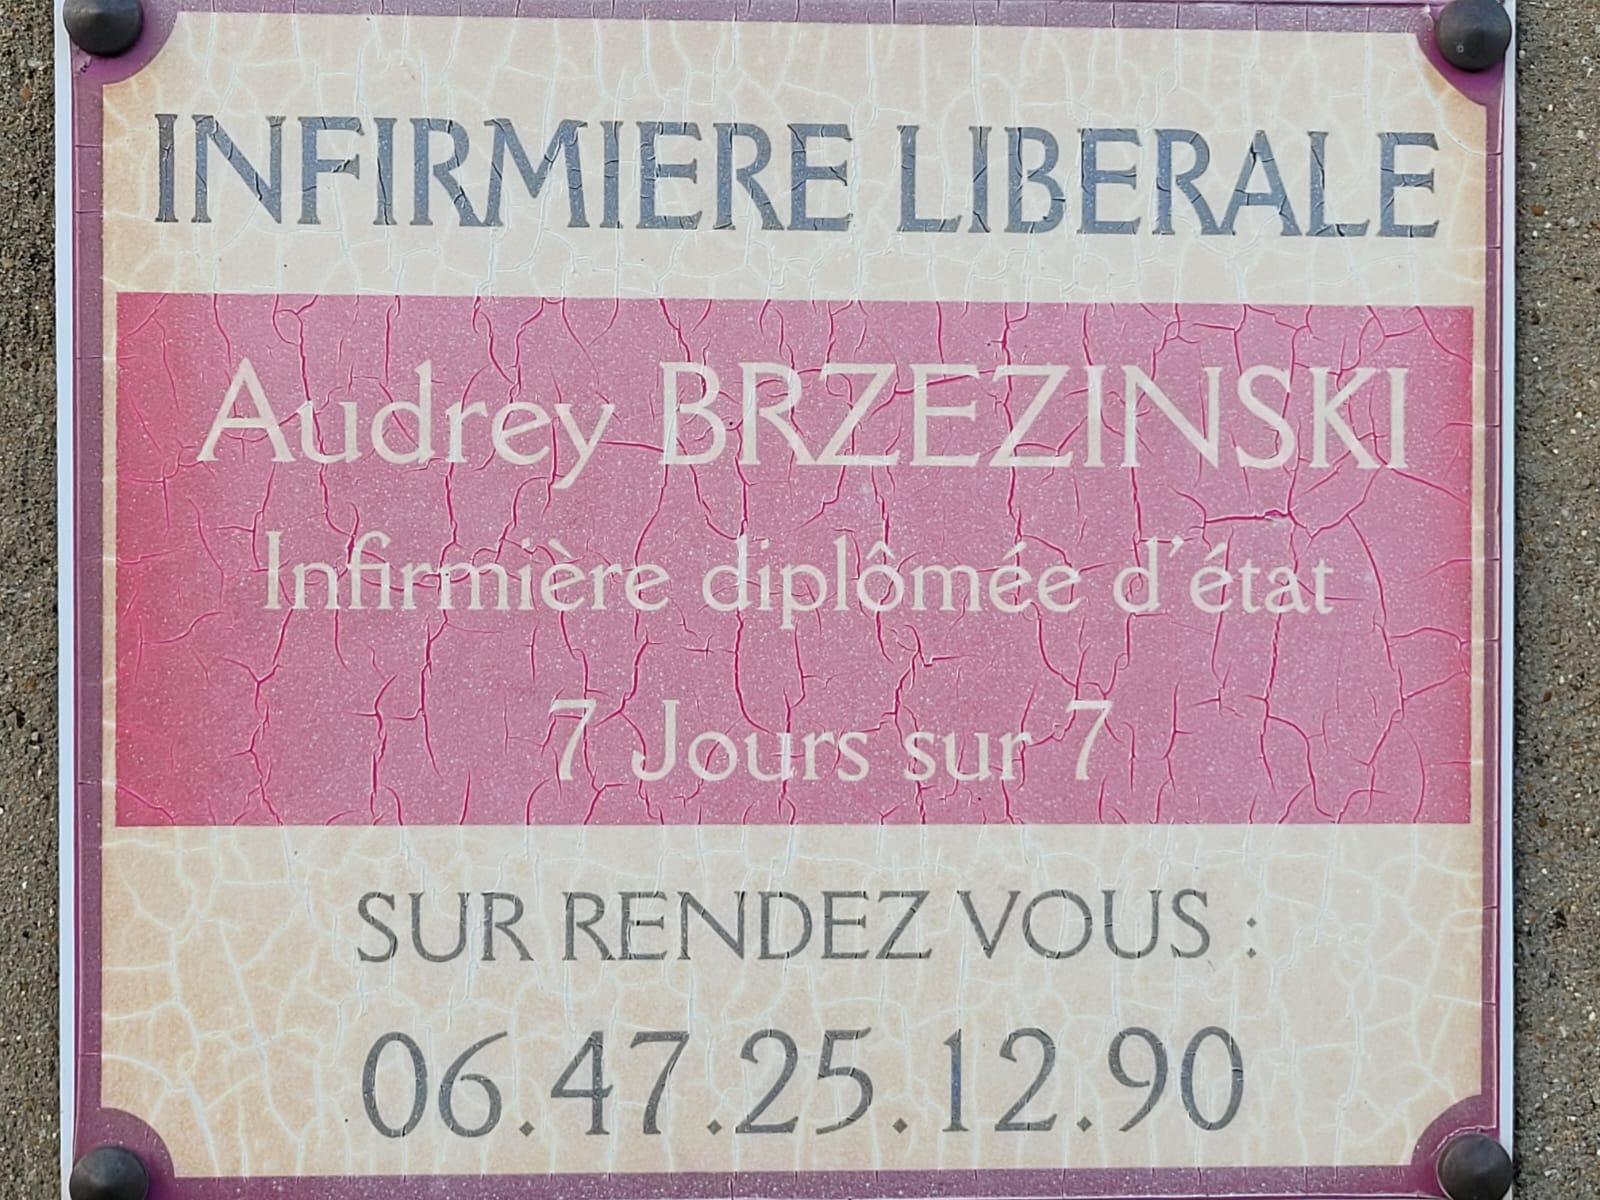 INFIRMIERE LIBERALE
Audrey BRZEZINSKI
Infirmière diplômée d'état
7 Jours sur 7
SUR RENDEZ VOUS :
06.47.25.12.90